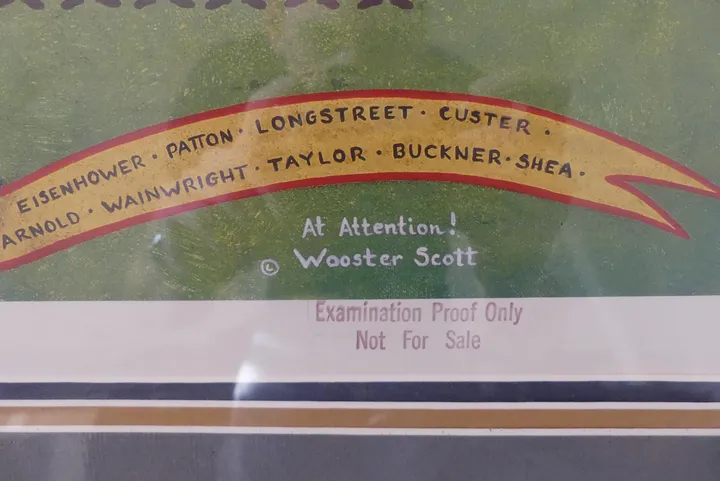 EISENHOWER · PATTON · LONGSTREET · CUSTER ·
ARNOLD · WAINWRIGHT · TAYLOR · BUCKNER · SHEA ·
At Attention!
© Wooster Scott
Examination Proof Only
Not For Sale